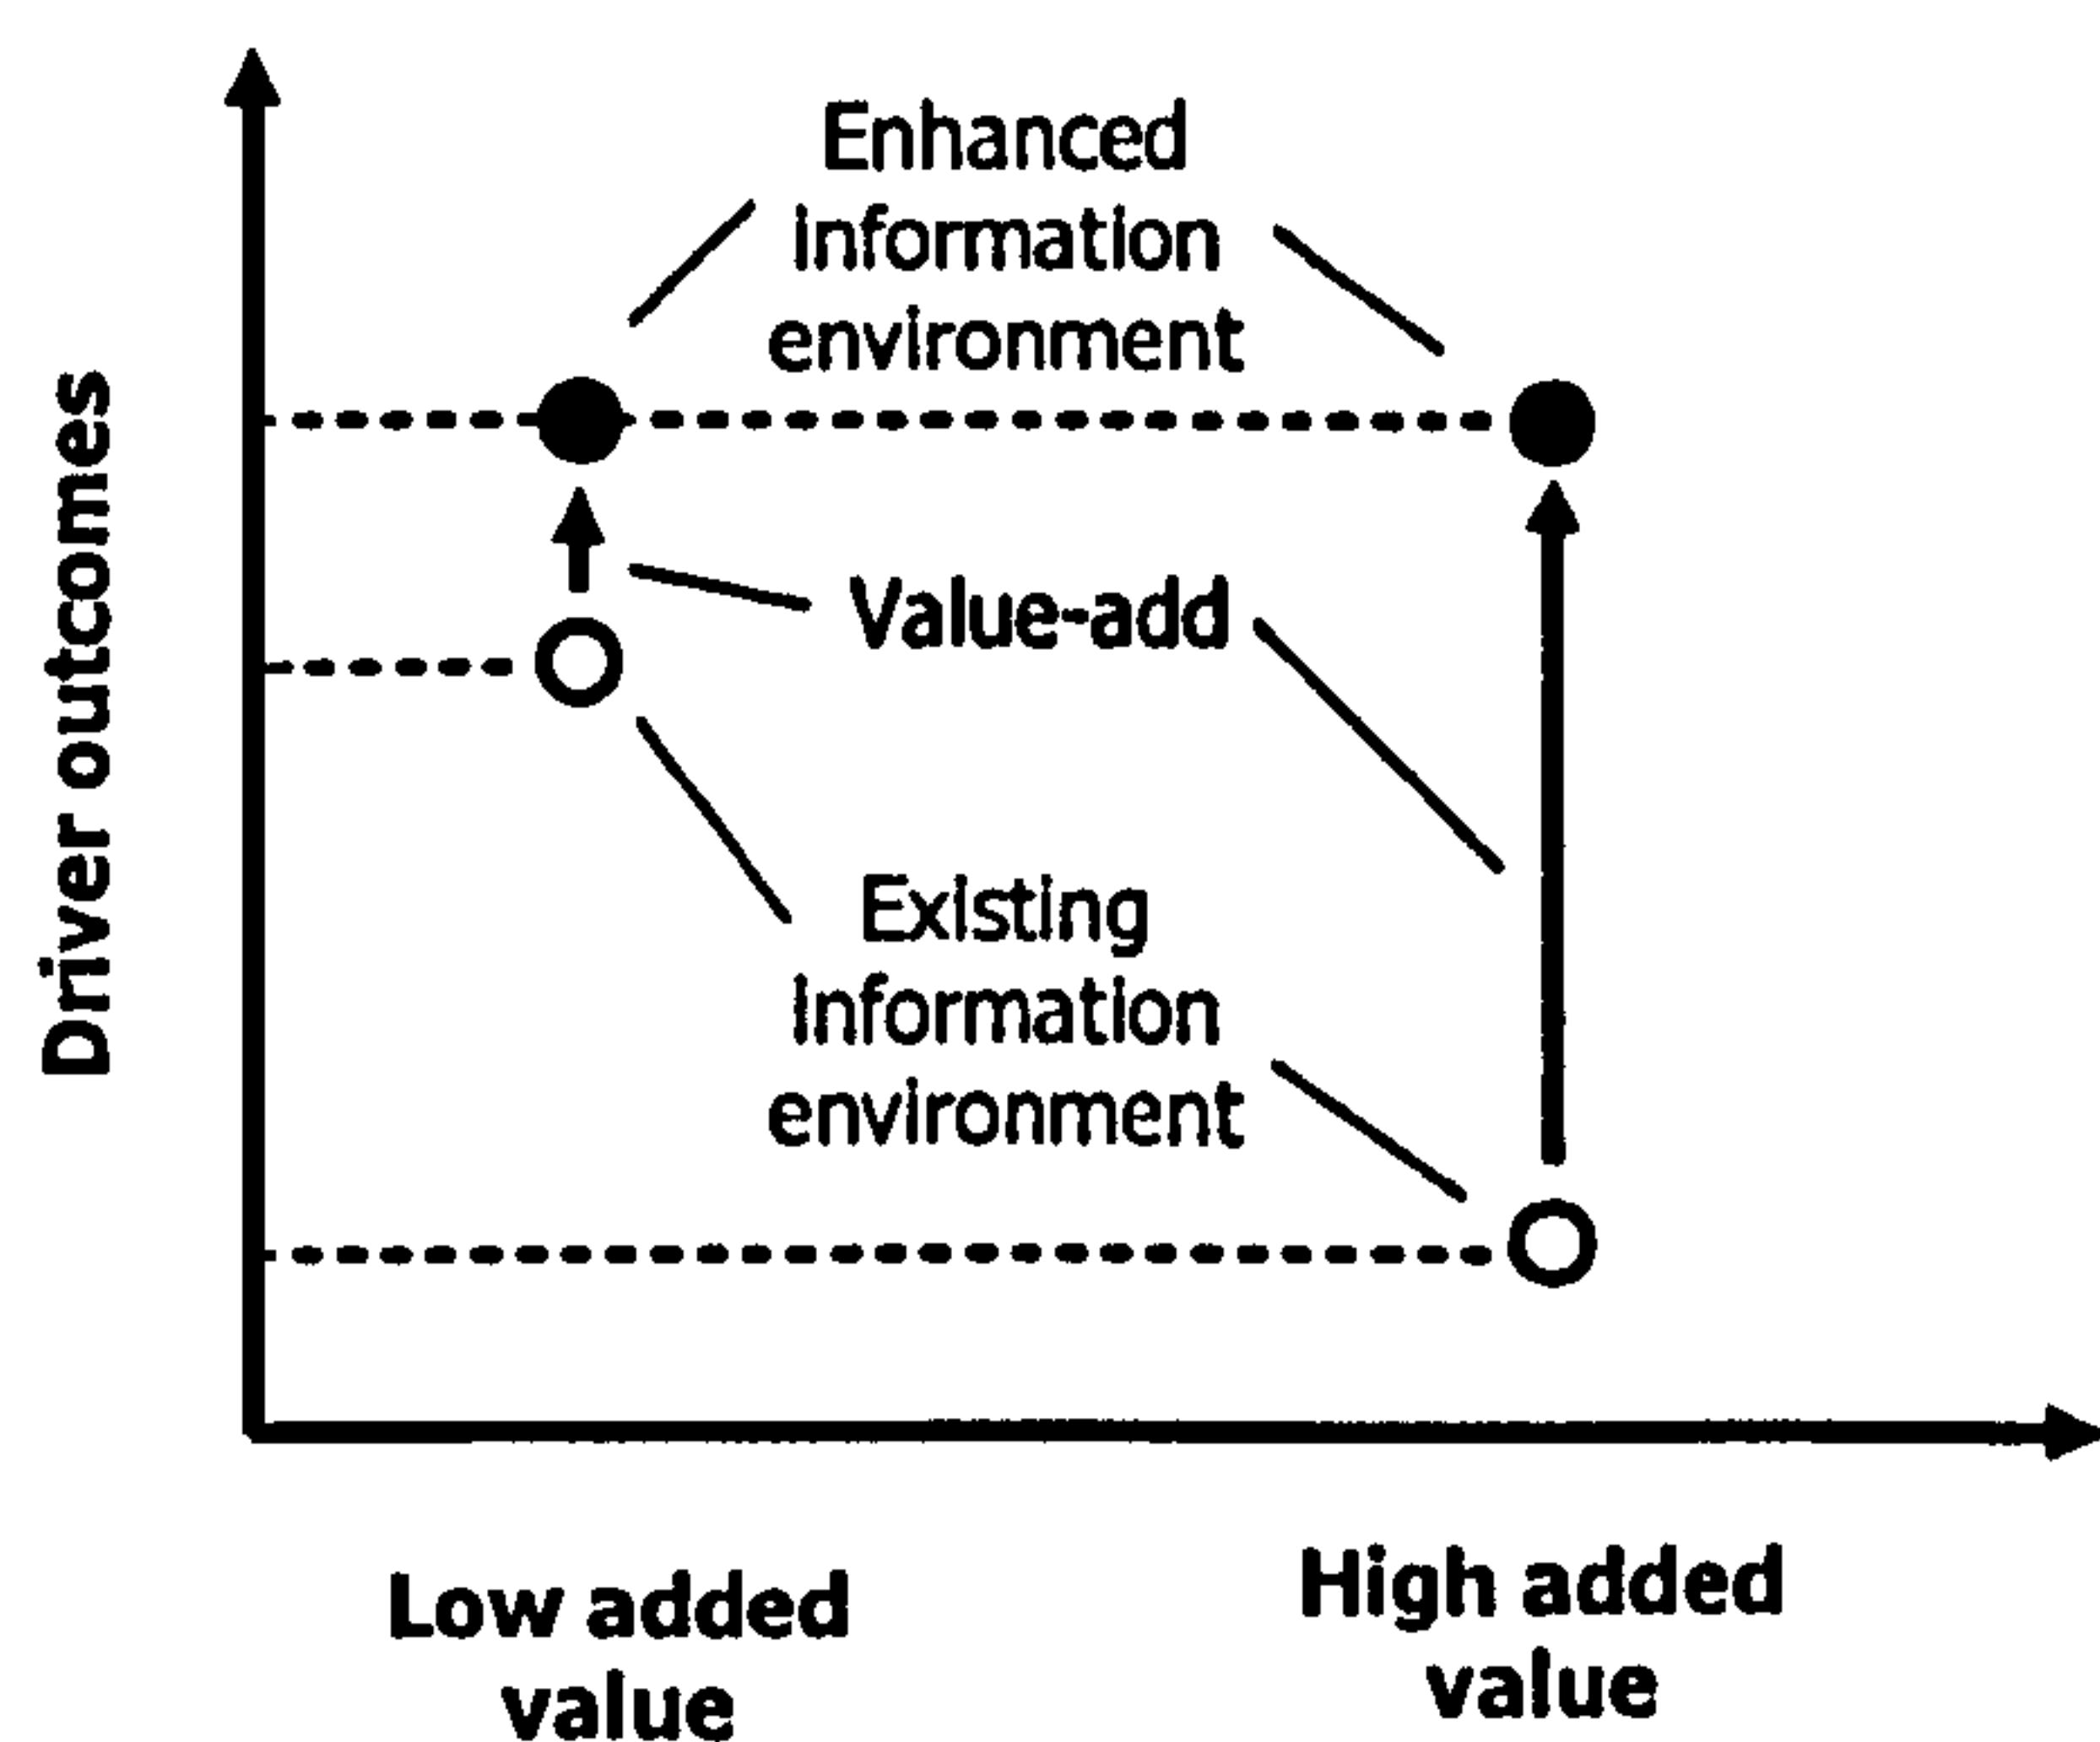 Driver outcomes
Enhanced
information
environment
Value-add
Existing
Information
environment
Low added
value
High added
value